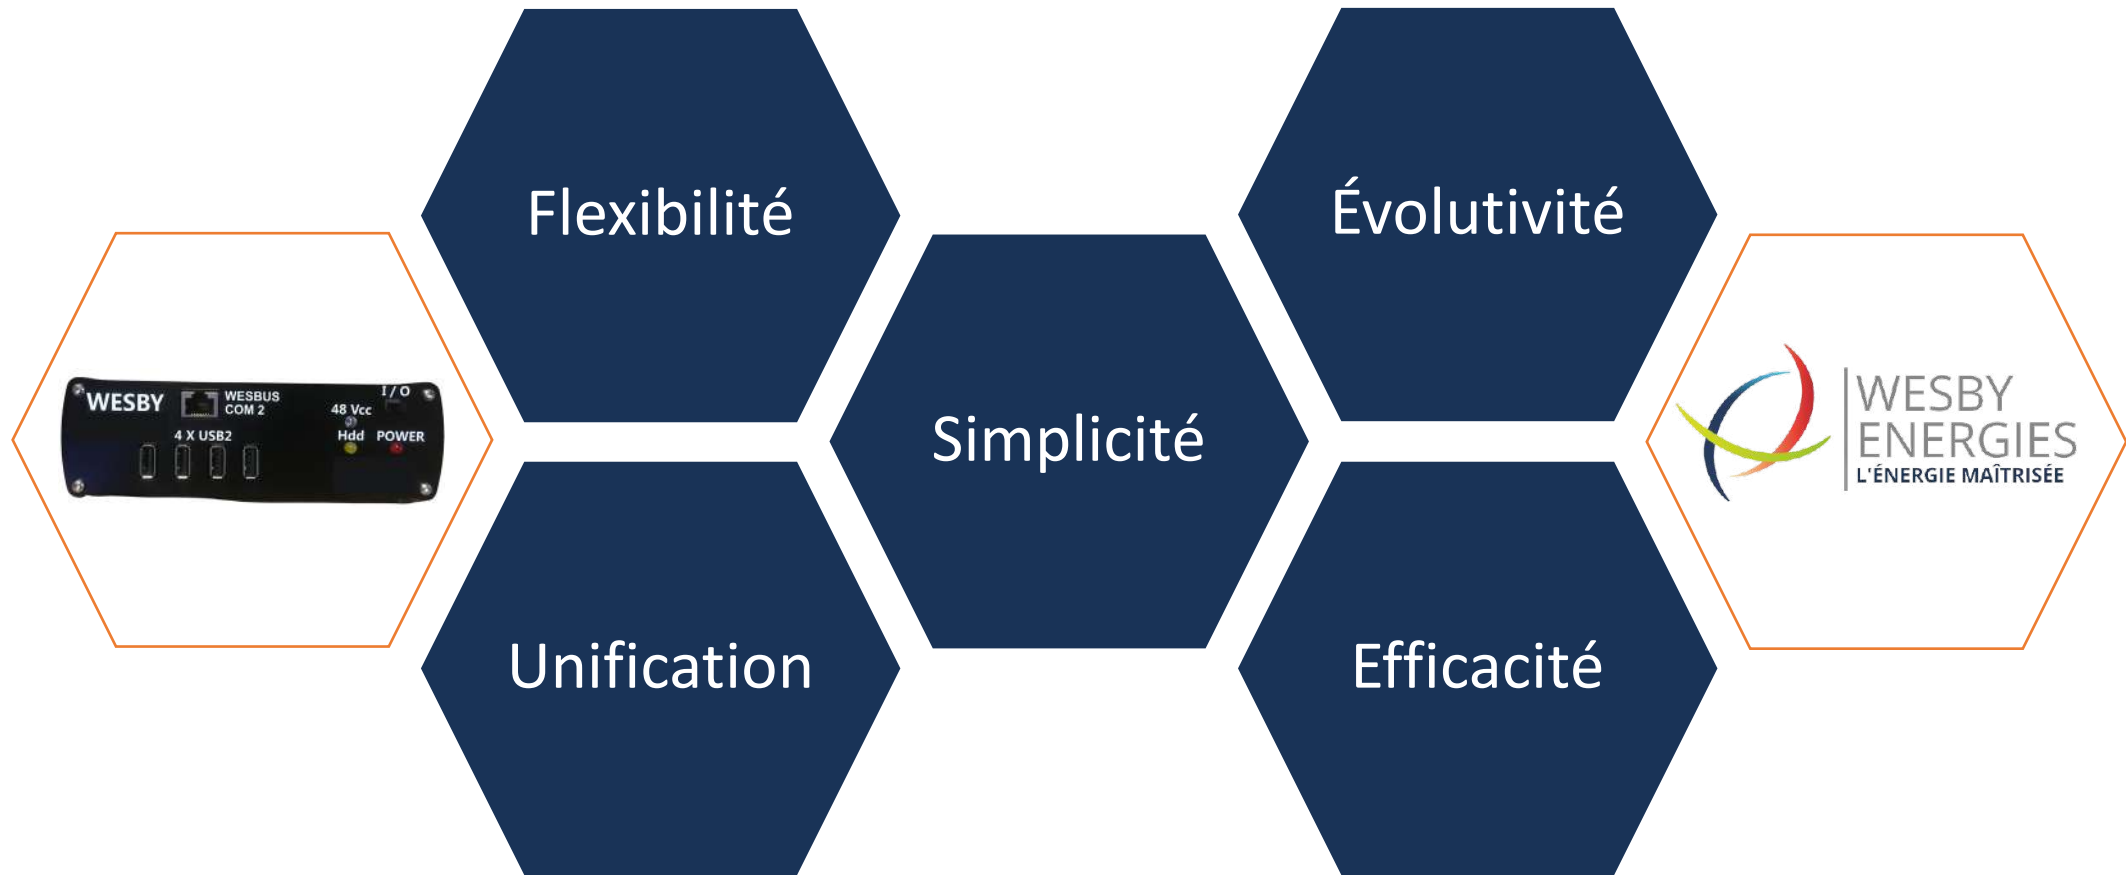 Flexibilité
Évolutivité
WESBY
WESBUS
COM 2
I / O
48 Vcc
4 X USB2
Hdd
POWER
Simplicité
WESBY
ENERGIES
L'ÉNERGIE MAÎTRISÉE
Unification
Efficacité